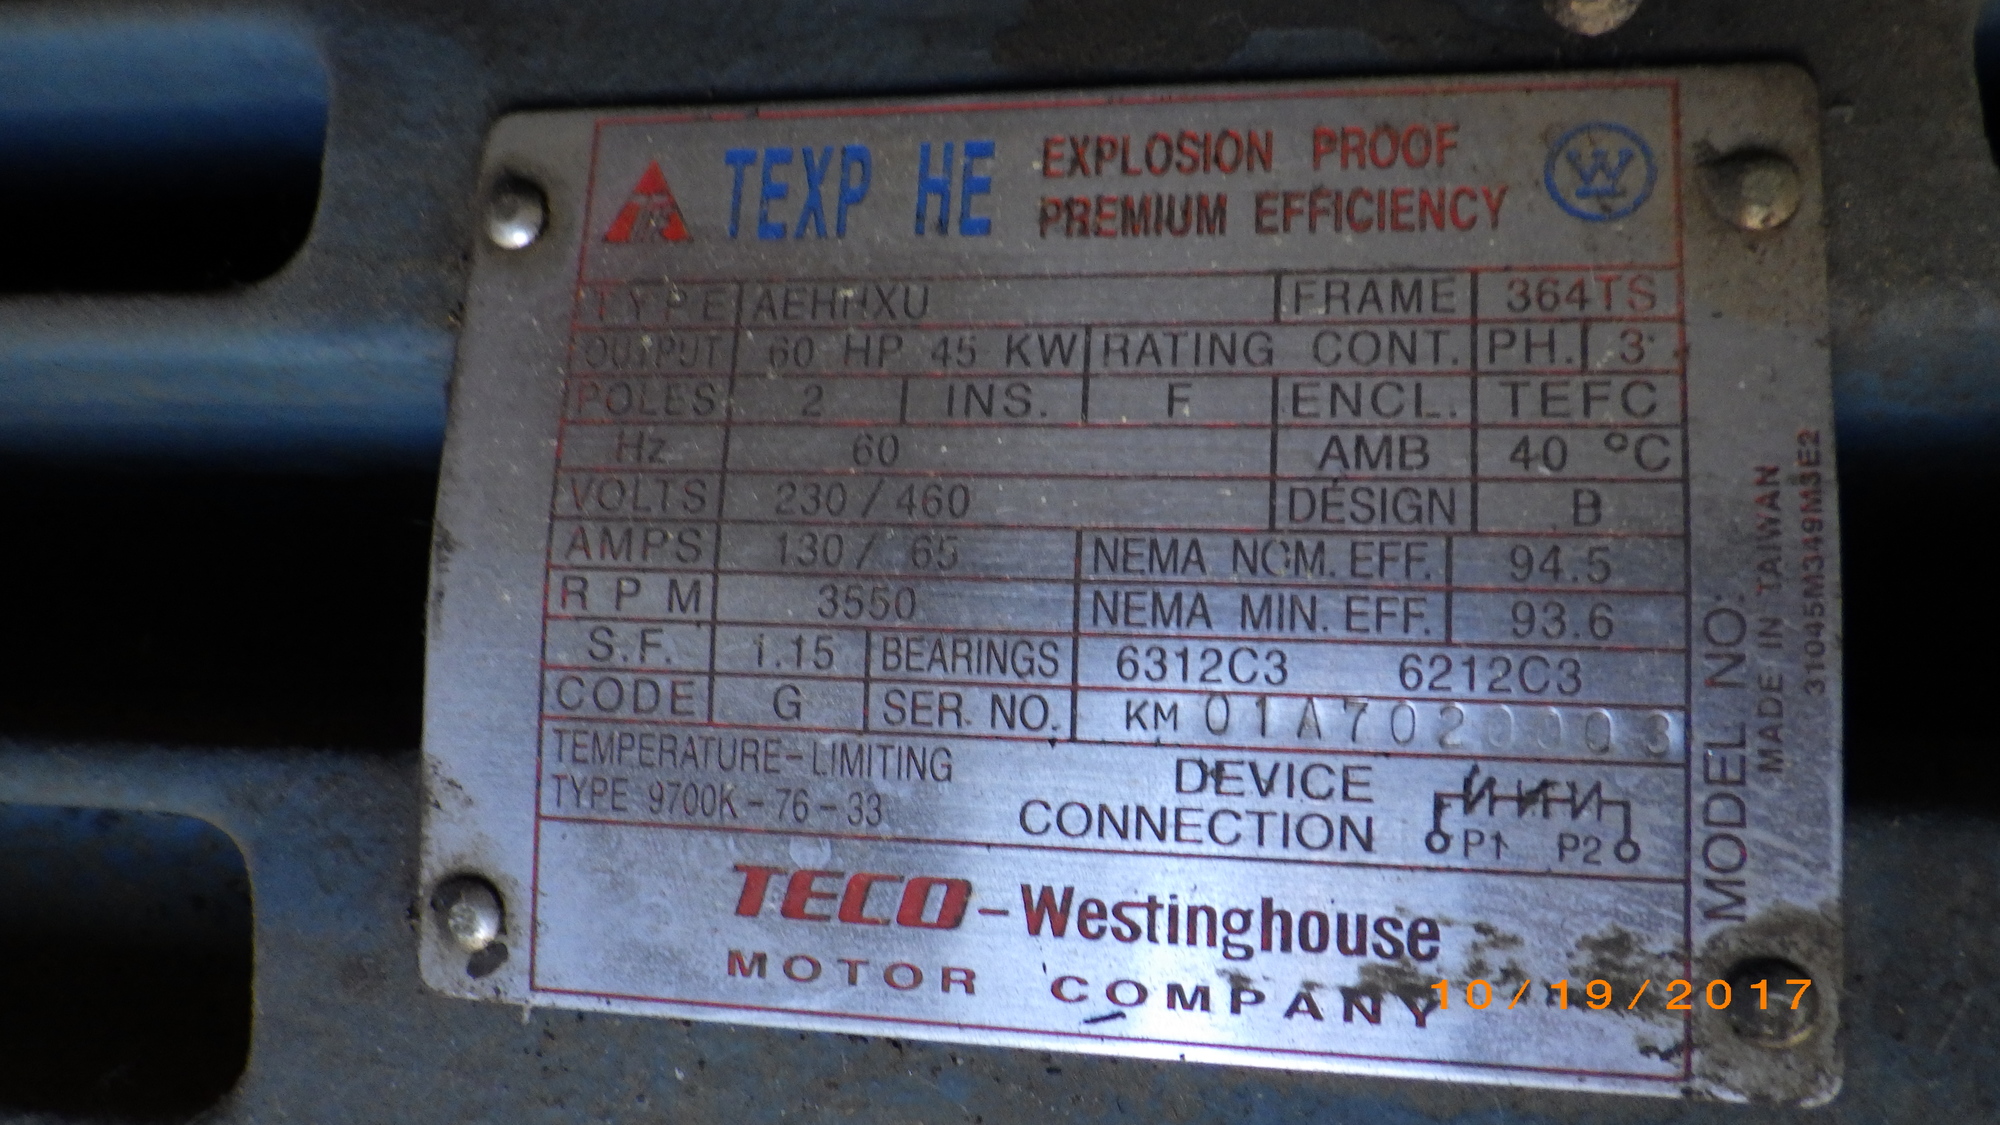 TEXP HE EXPLOSION PROOF
PREMIUM EFFICIENCY
W
TYPE AEHHXU FRAME 364TS
OUTPUT 60 HP 45 KW RATING CONT. PH. 3
POLES 2 INS. F ENCL. TEFC
Hz 60 AMB 40 °C
VOLTS 230 / 460 DESIGN B
AMPS 130 / 65 NEMA NOM. EFF. 94.5
R P M 3550 NEMA MIN. EFF. 93.6
S.F. 1.15 BEARINGS 6312C3 6212C3
CODE G SER. NO. KM 01A7020003
TEMPERATURE-LIMITING
TYPE 9700K-76-33
DEVICE
CONNECTION
P1 P2
TECO-Westinghouse
MOTOR COMPANY
MODEL NO:
MADE IN TAIWAN
31045M349M3E2
10/19/2017